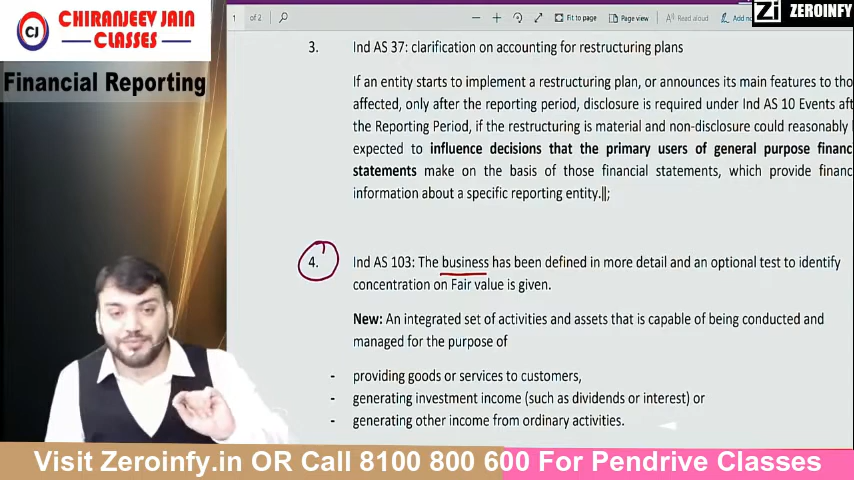 CHIRANJEEV JAIN
CJ
CLASSES
Financial Reporting
1 of 2
Fit to page
Page view
Read aloud
Zi ZEROINFY
3. Ind AS 37: clarification on accounting for restructuring plans
If an entity starts to implement a restructuring plan, or announces its main features to
affected, only after the reporting period, disclosure is required under Ind AS 10 Events
the Reporting Period, if the restructuring is material and non-disclosure could reasonably
expected to influence decisions that the primary users of general purpose
statements make on the basis of those financial statements, which provide
information about a specific reporting entity.‖;
4. Ind AS 103: The business has been defined in more detail and an optional test to identify
concentration on Fair value is given.
New: An integrated set of activities and assets that is capable of being conducted and
managed for the purpose of
- providing goods or services to customers,
- generating investment income (such as dividends or interest) or
- generating other income from ordinary activities.
Visit Zeroinfy.in OR Call 8100 800 600 For Pendrive Classes